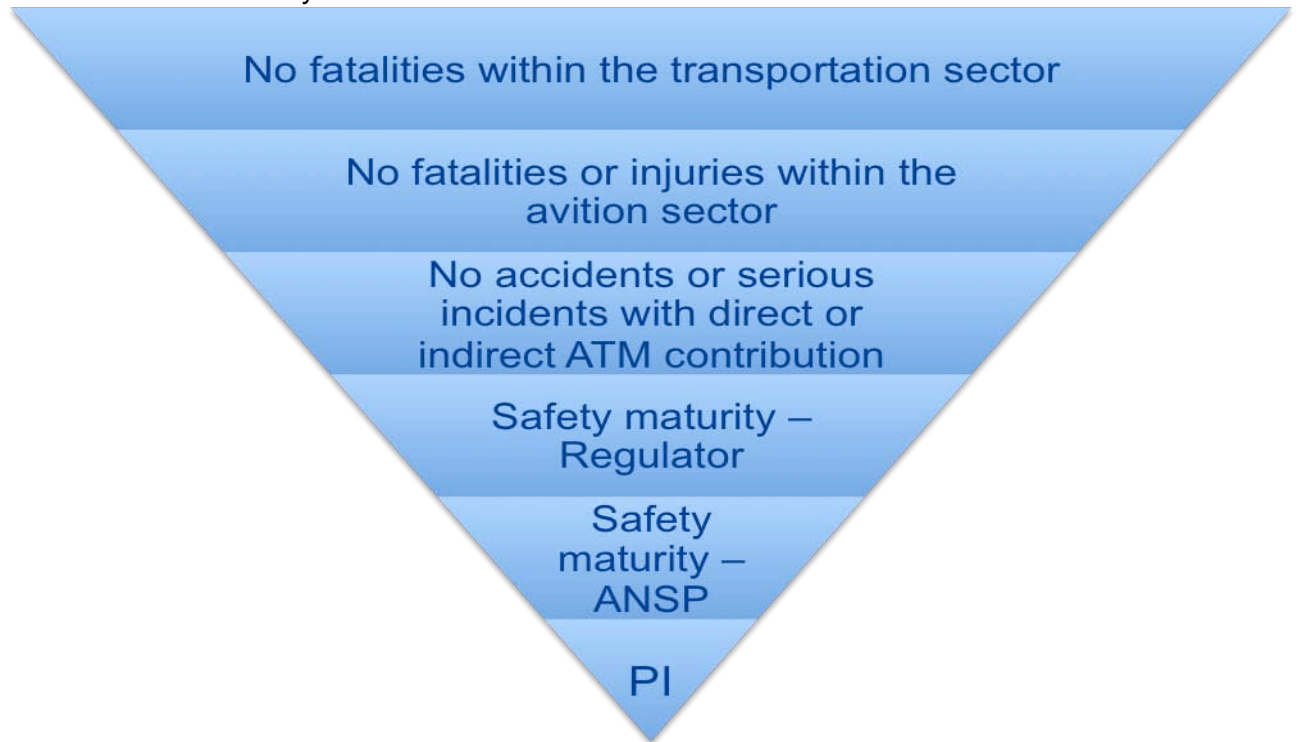 No fatalities within the transportation sector
No fatalities or injuries within the
avition sector
No accidents or serious
incidents with direct or
indirect ATM contribution
Safety maturity –
Regulator
Safety
maturity –
ANSP
PI